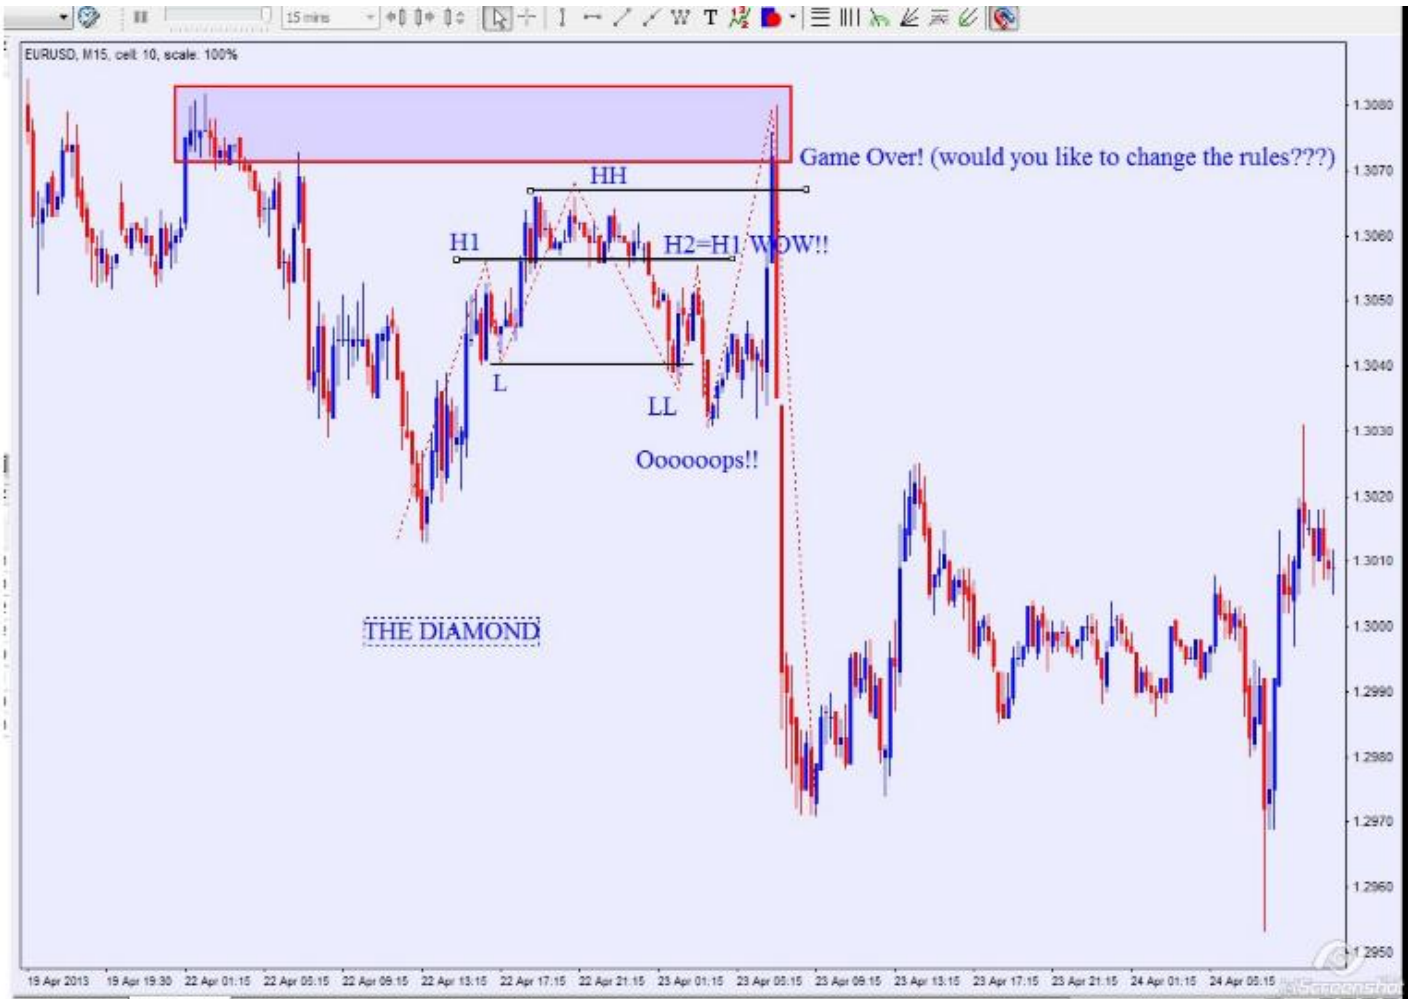 15 mins
W T
EURUSD, M15, cell: 10, scale: 100%
1.3080
Game Over! (would you like to change the rules???)
1.3070
HH
H1
H2=H1 WOW!!
1.3060
1.3050
1.3040
L
LL
1.3030
Ooooooops!!
1.3020
1.3010
THE DIAMOND
1.3000
1.2990
1.2980
1.2970
1.2960
1.2950
19 Apr 2013 19 Apr 19:30 22 Apr 01:15 22 Apr 05:15 22 Apr 09:15 22 Apr 13:15 22 Apr 17:15 22 Apr 21:15 23 Apr 01:15 23 Apr 05:15 23 Apr 09:15 23 Apr 13:15 23 Apr 17:15 23 Apr 21:15 24 Apr 01:15 24 Apr 05:15
Screenshot